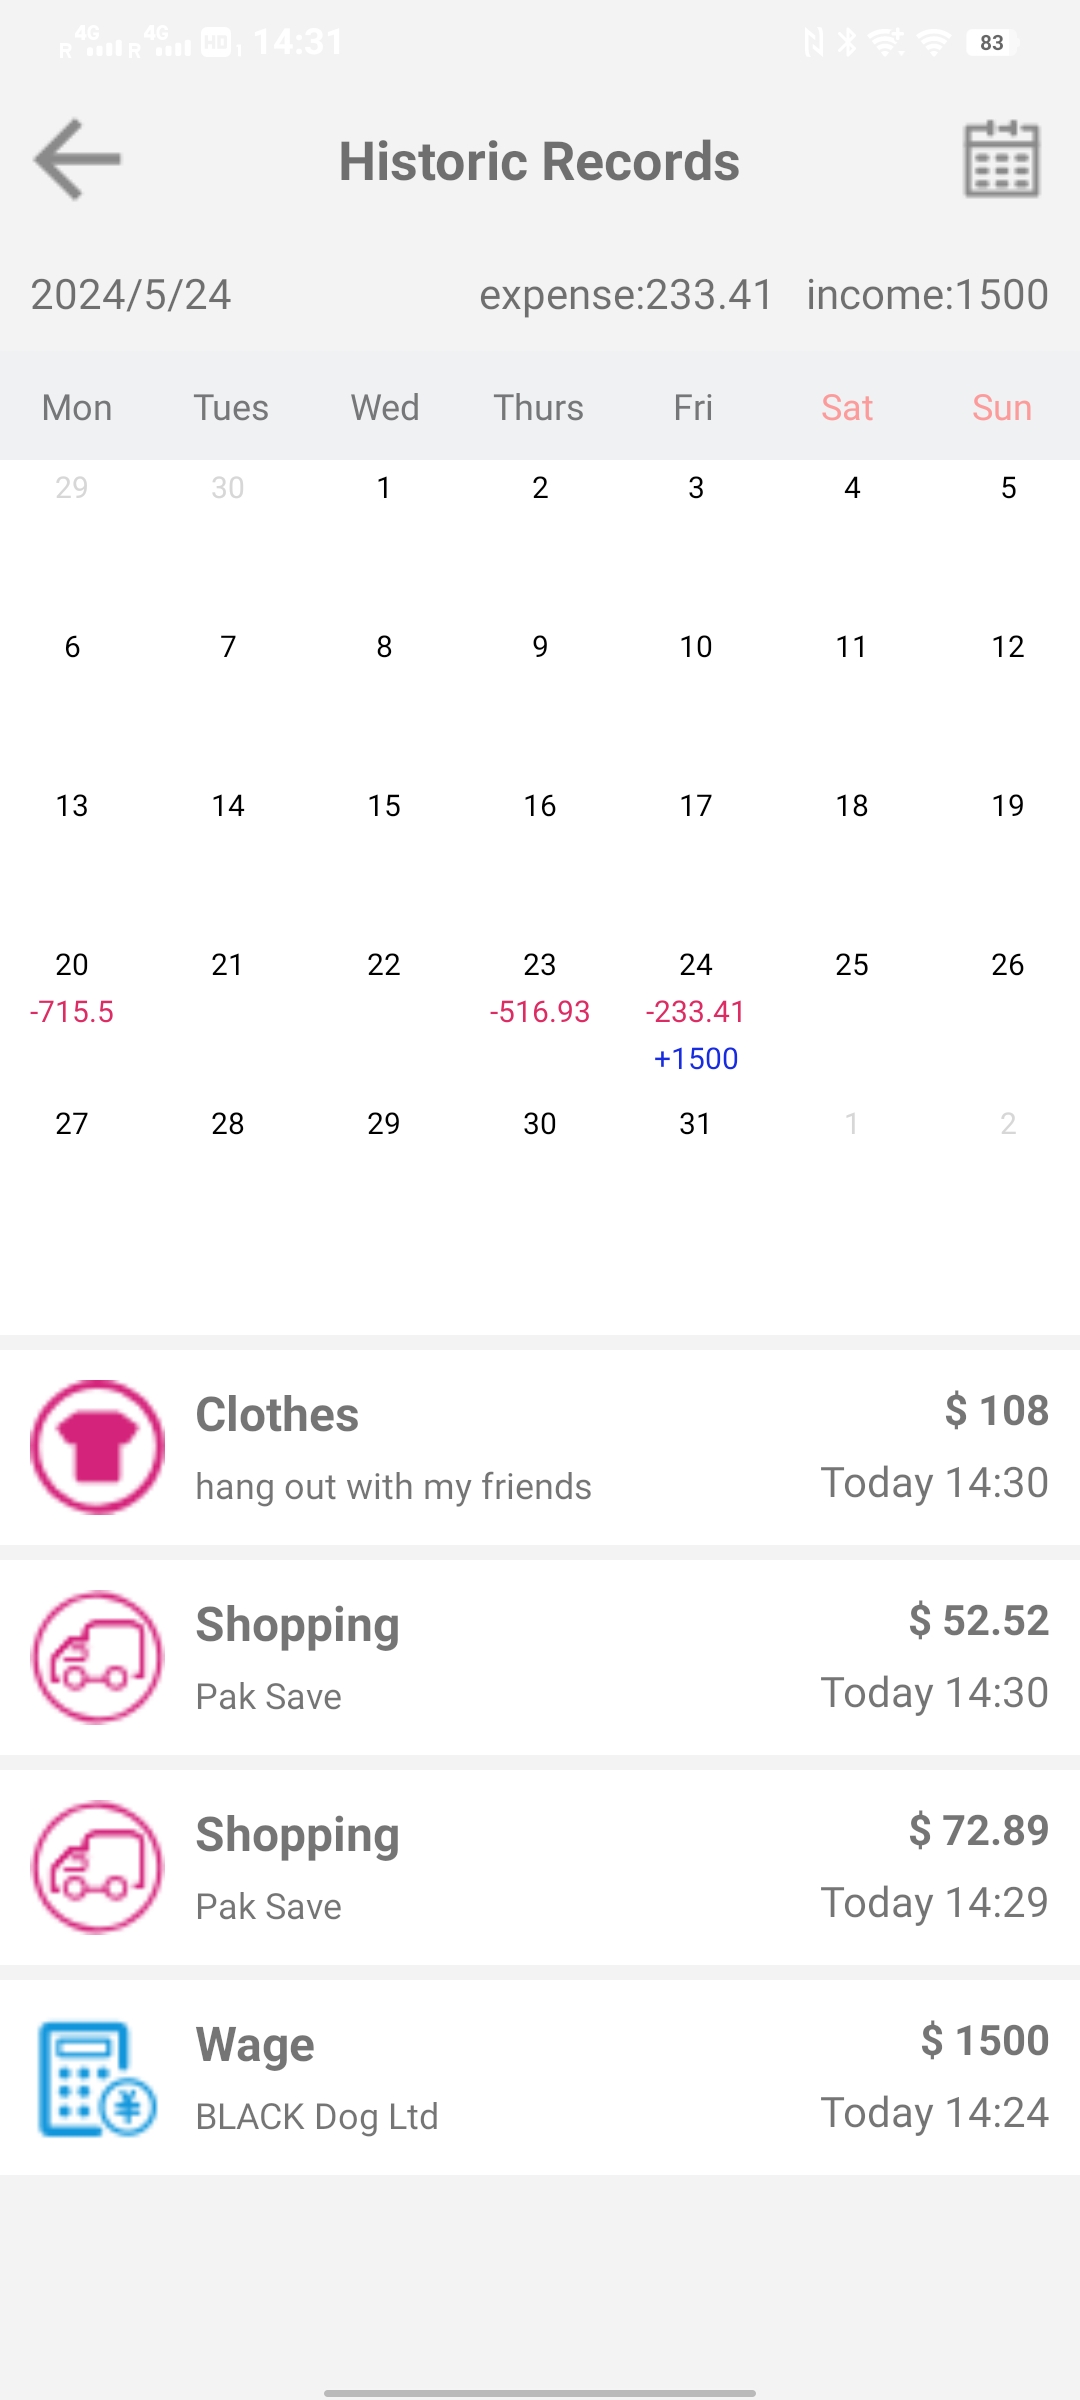 R 4G R 4G HD 1 14:31 83
Historic Records
2024/5/24 expense:233.41 income:1500
Mon Tues Wed Thurs Fri Sat Sun
29 30 1 2 3 4 5
6 7 8 9 10 11 12
13 14 15 16 17 18 19
20 21 22 23 24 25 26
-715.5 -516.93 -233.41
+1500
27 28 29 30 31 1 2
Clothes $ 108
hang out with my friends Today 14:30
Shopping $ 52.52
Pak Save Today 14:30
Shopping $ 72.89
Pak Save Today 14:29
Wage $ 1500
¥
BLACK Dog Ltd Today 14:24